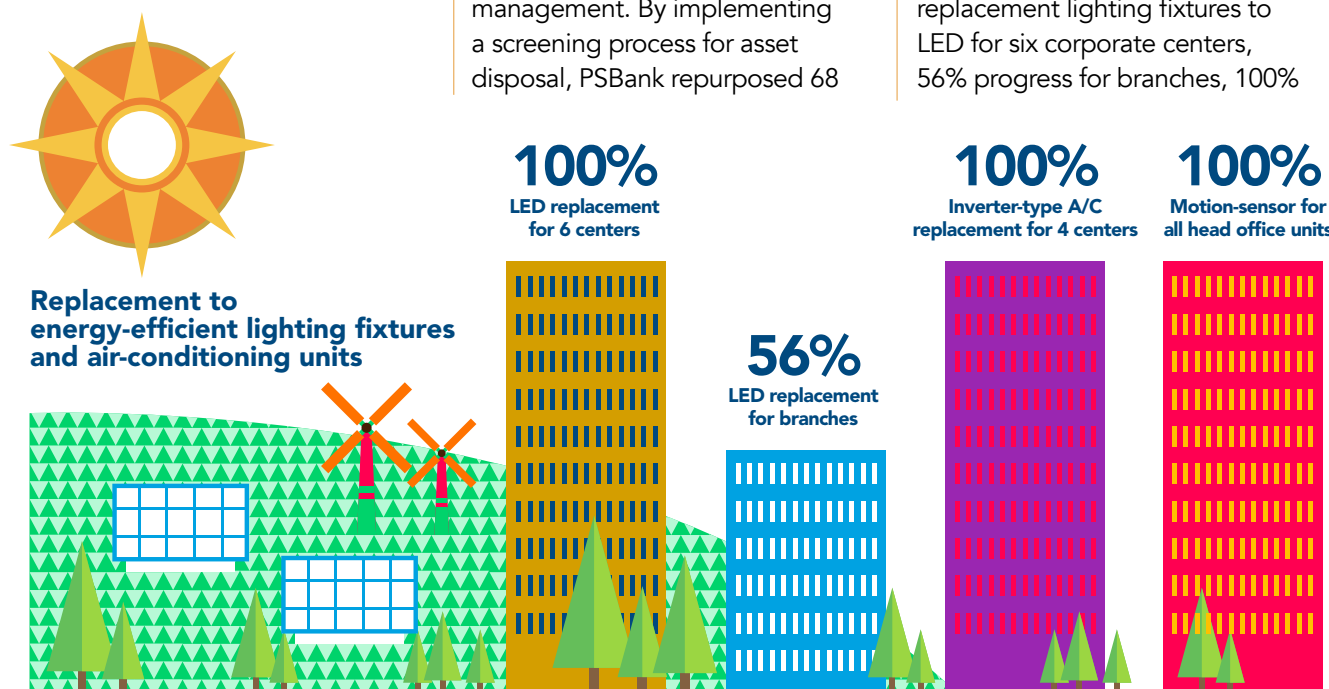 management. By implementing
a screening process for asset
disposal, PSBank repurposed 68
replacement lighting fixtures to
LED for six corporate centers,
56% progress for branches, 100%
100%
LED replacement
for 6 centers
100%
Inverter-type A/C
replacement for 4 centers
100%
Motion-sensor for
all head office units
Replacement to
energy-efficient lighting fixtures
and air-conditioning units
56%
LED replacement
for branches